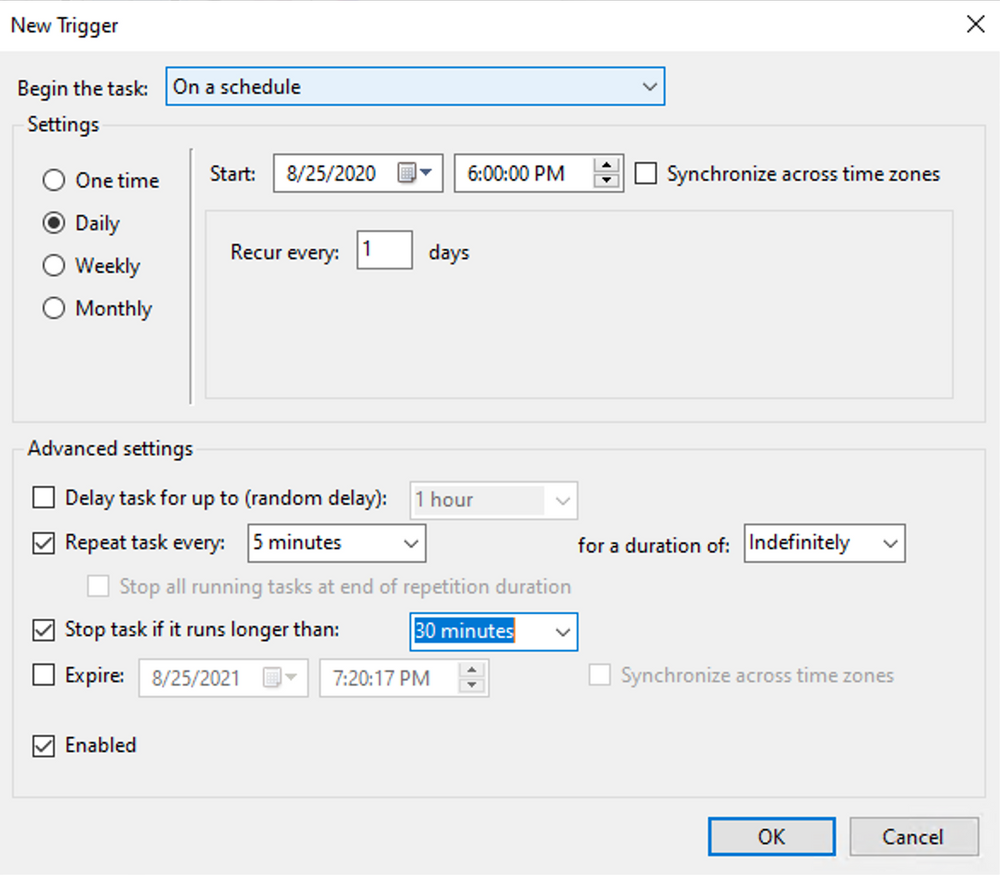 New Trigger
Begin the task: On a schedule
Settings
One time
Daily
Weekly
Monthly
Start: 8/25/2020 6:00:00 PM Synchronize across time zones
Recur every: 1 days
Advanced settings
Delay task for up to (random delay): 1 hour
Repeat task every: 5 minutes for a duration of: Indefinitely
Stop all running tasks at end of repetition duration
Stop task if it runs longer than: 30 minutes
Expire: 8/25/2021 7:20:17 PM Synchronize across time zones
Enabled
OK Cancel